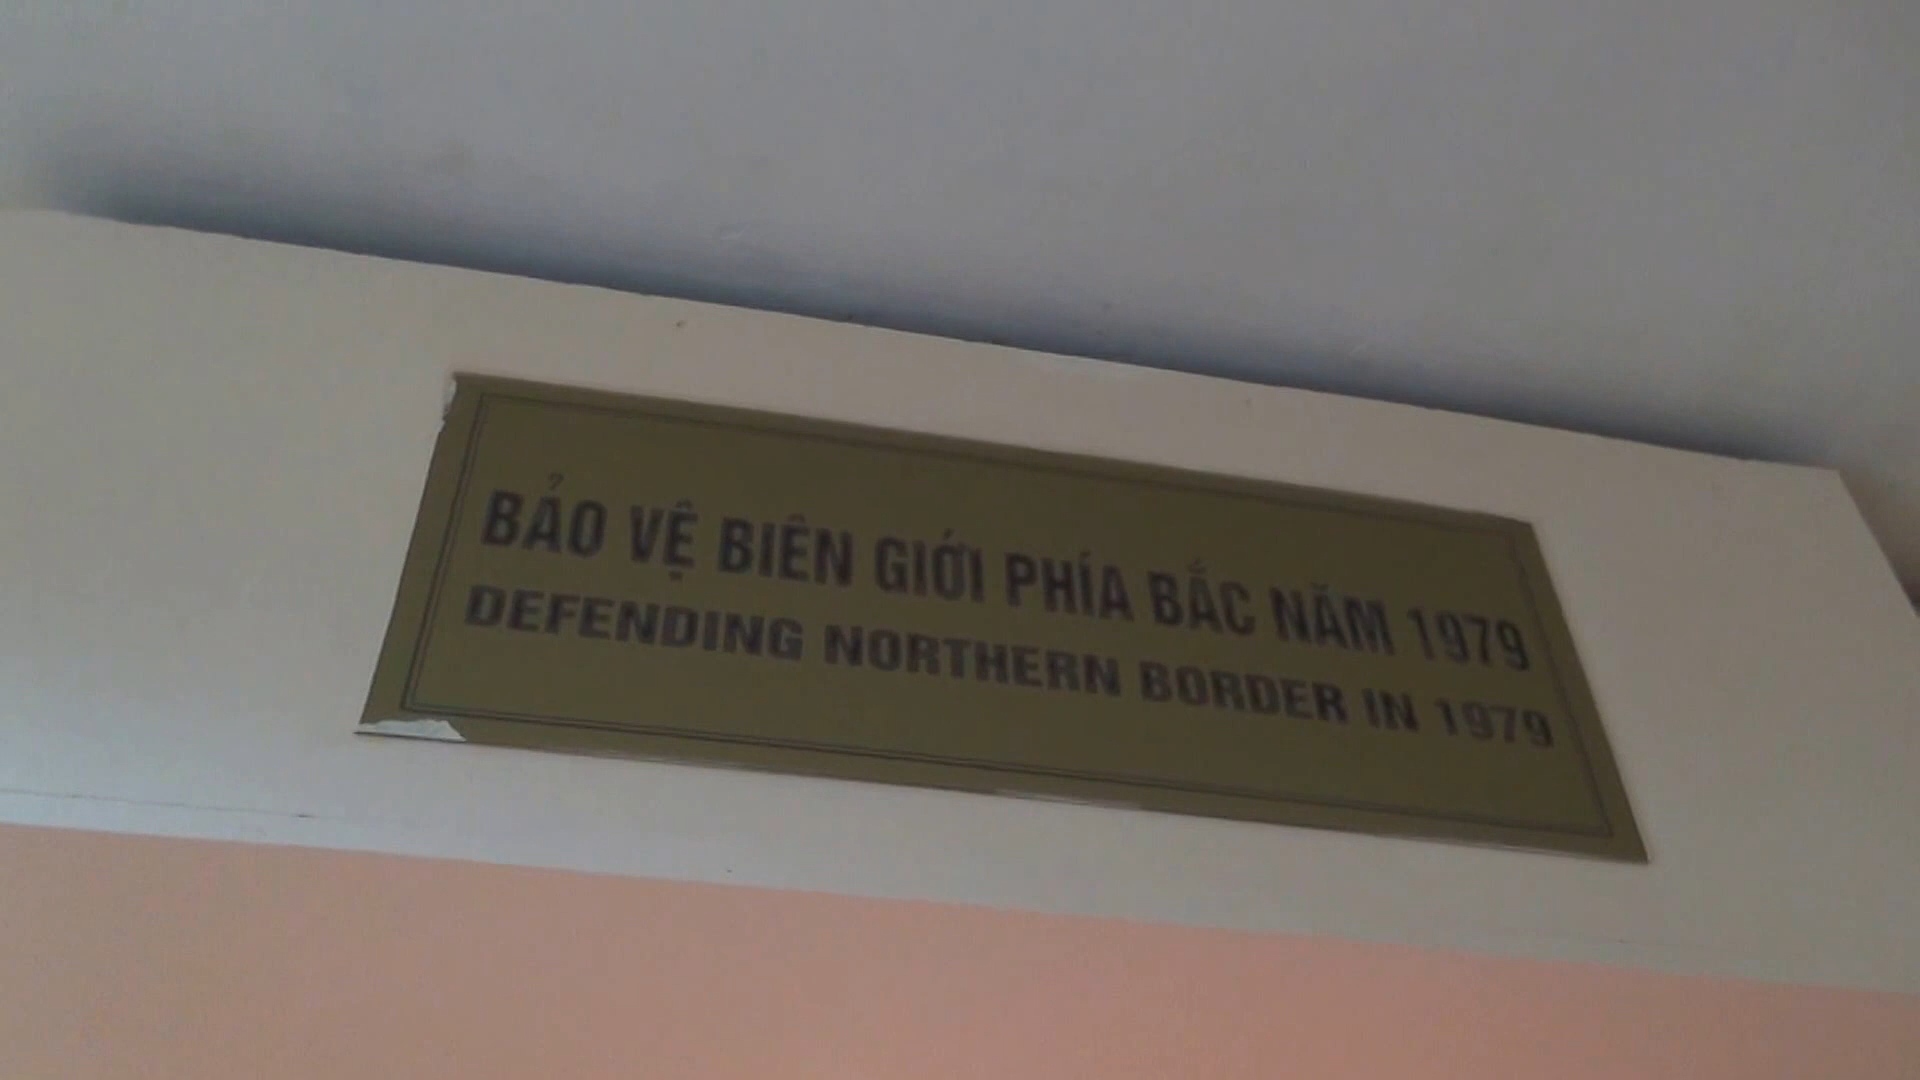 BẢO VỆ BIÊN GIỚI PHÍA BẮC NĂM 1979
DEFENDING NORTHERN BORDER IN 1979